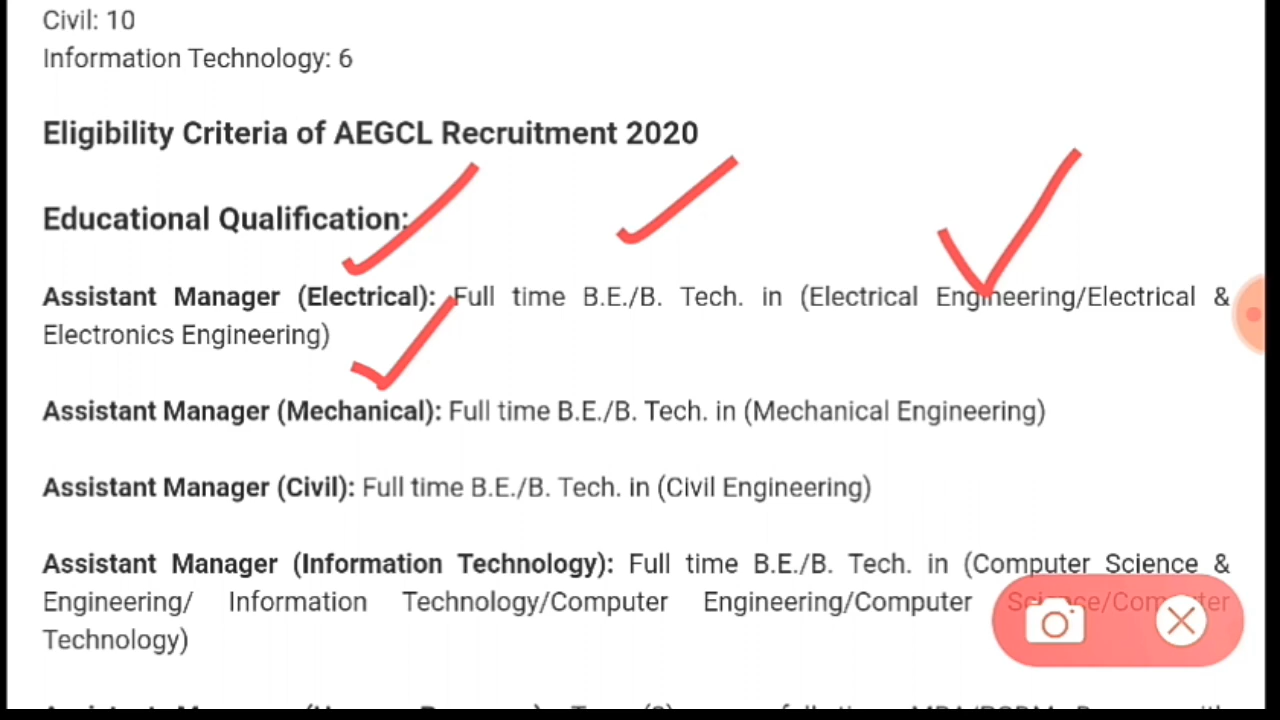 Civil: 10
Information Technology: 6
Eligibility Criteria of AEGCL Recruitment 2020
Educational Qualification:
Assistant Manager (Electrical): Full time B.E./B. Tech. in (Electrical Engineering/Electrical &
Electronics Engineering)
Assistant Manager (Mechanical): Full time B.E./B. Tech. in (Mechanical Engineering)
Assistant Manager (Civil): Full time B.E./B. Tech. in (Civil Engineering)
Assistant Manager (Information Technology): Full time B.E./B. Tech. in (Computer Science &
Engineering/ Information Technology/Computer Engineering/Computer Science/Computer
Technology)